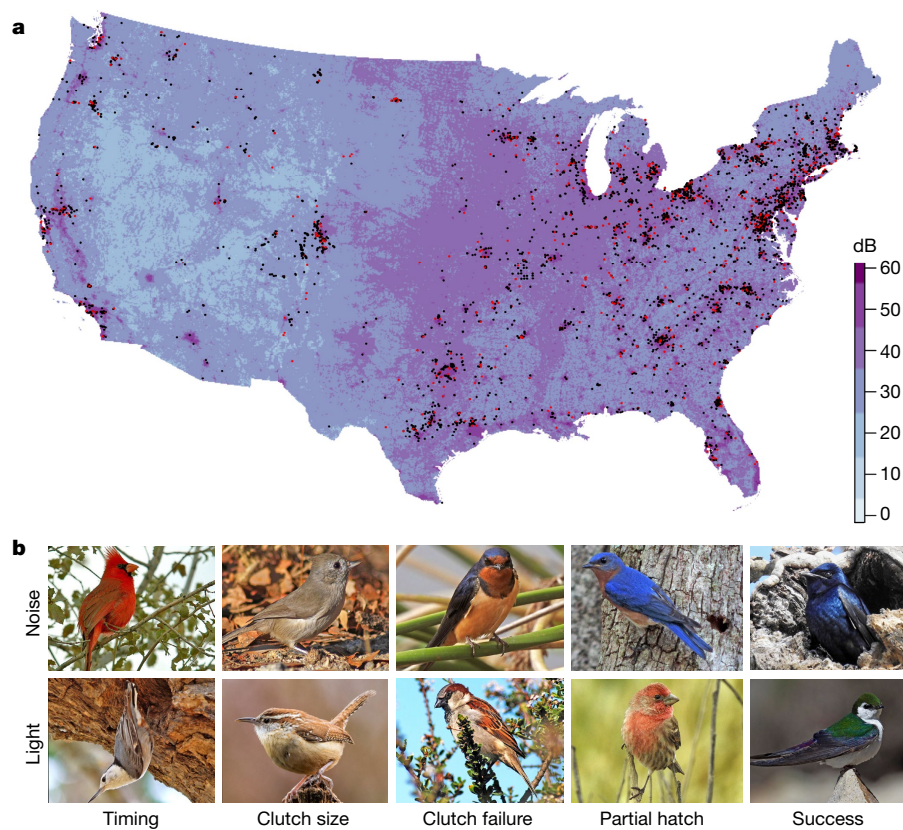 a
dB
60
50
40
30
20
10
0
b
Noise
Light
Timing
Clutch size
Clutch failure
Partial hatch
Success